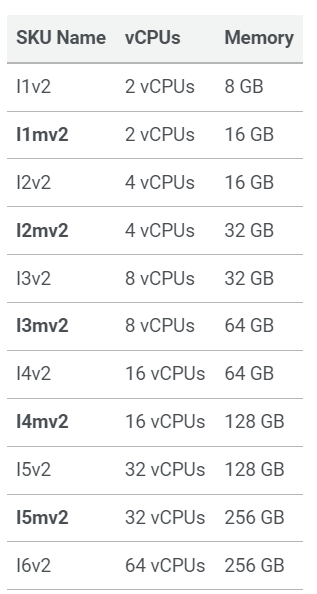 SKU Name vCPUs Memory
I1v2 2 vCPUs 8 GB
I1mv2 2 vCPUs 16 GB
I2v2 4 vCPUs 16 GB
I2mv2 4 vCPUs 32 GB
I3v2 8 vCPUs 32 GB
I3mv2 8 vCPUs 64 GB
I4v2 16 vCPUs 64 GB
I4mv2 16 vCPUs 128 GB
I5v2 32 vCPUs 128 GB
I5mv2 32 vCPUs 256 GB
I6v2 64 vCPUs 256 GB